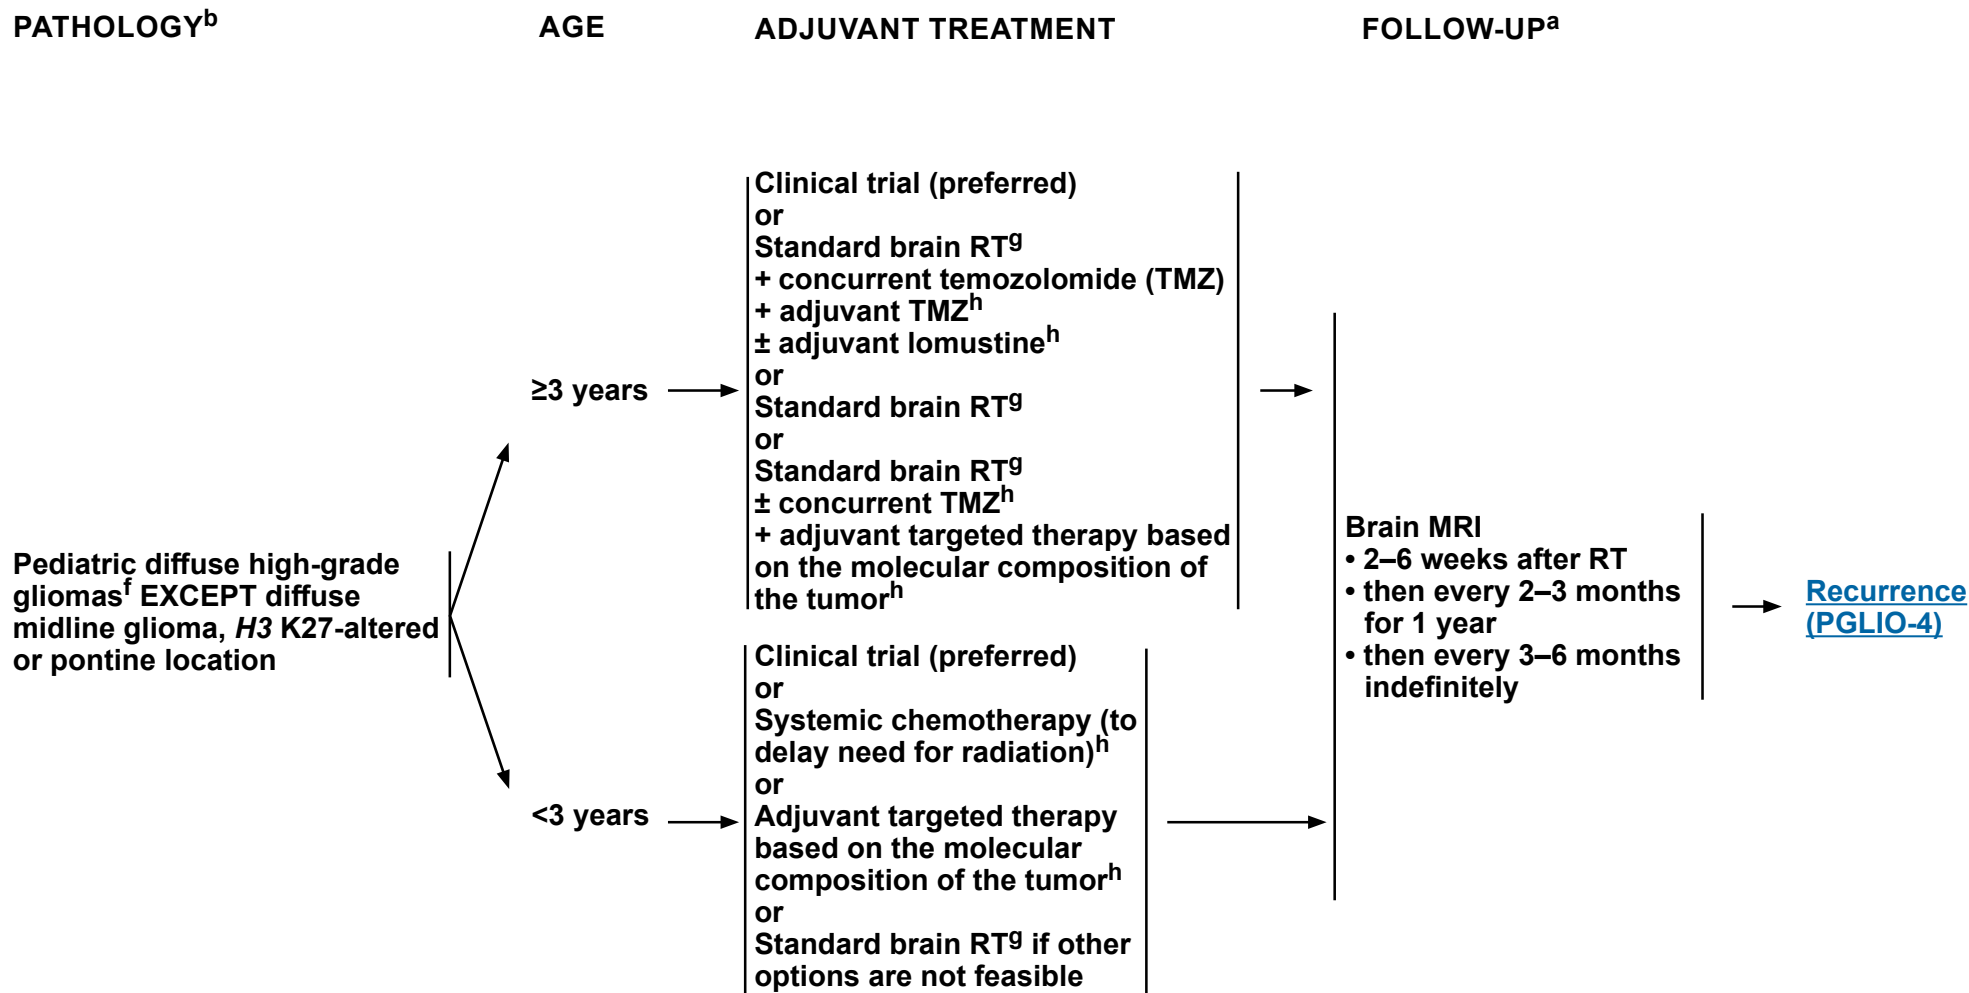 PATHOLOGYb
AGE
ADJUVANT TREATMENT
FOLLOW-UPa
Pediatric diffuse high-grade
gliomasf EXCEPT diffuse
midline glioma, H3 K27-altered
or pontine location
≥3 years
Clinical trial (preferred)
or
Standard brain RTg
+ concurrent temozolomide (TMZ)
+ adjuvant TMZh
± adjuvant lomustineh
or
Standard brain RTg
or
Standard brain RTg
± concurrent TMZh
+ adjuvant targeted therapy based
on the molecular composition of
the tumorh
<3 years
Clinical trial (preferred)
or
Systemic chemotherapy (to
delay need for radiation)h
or
Adjuvant targeted therapy
based on the molecular
composition of the tumorh
or
Standard brain RTg if other
options are not feasible
Brain MRI
• 2–6 weeks after RT
• then every 2–3 months
for 1 year
• then every 3–6 months
indefinitely
Recurrence
(PGLIO-4)